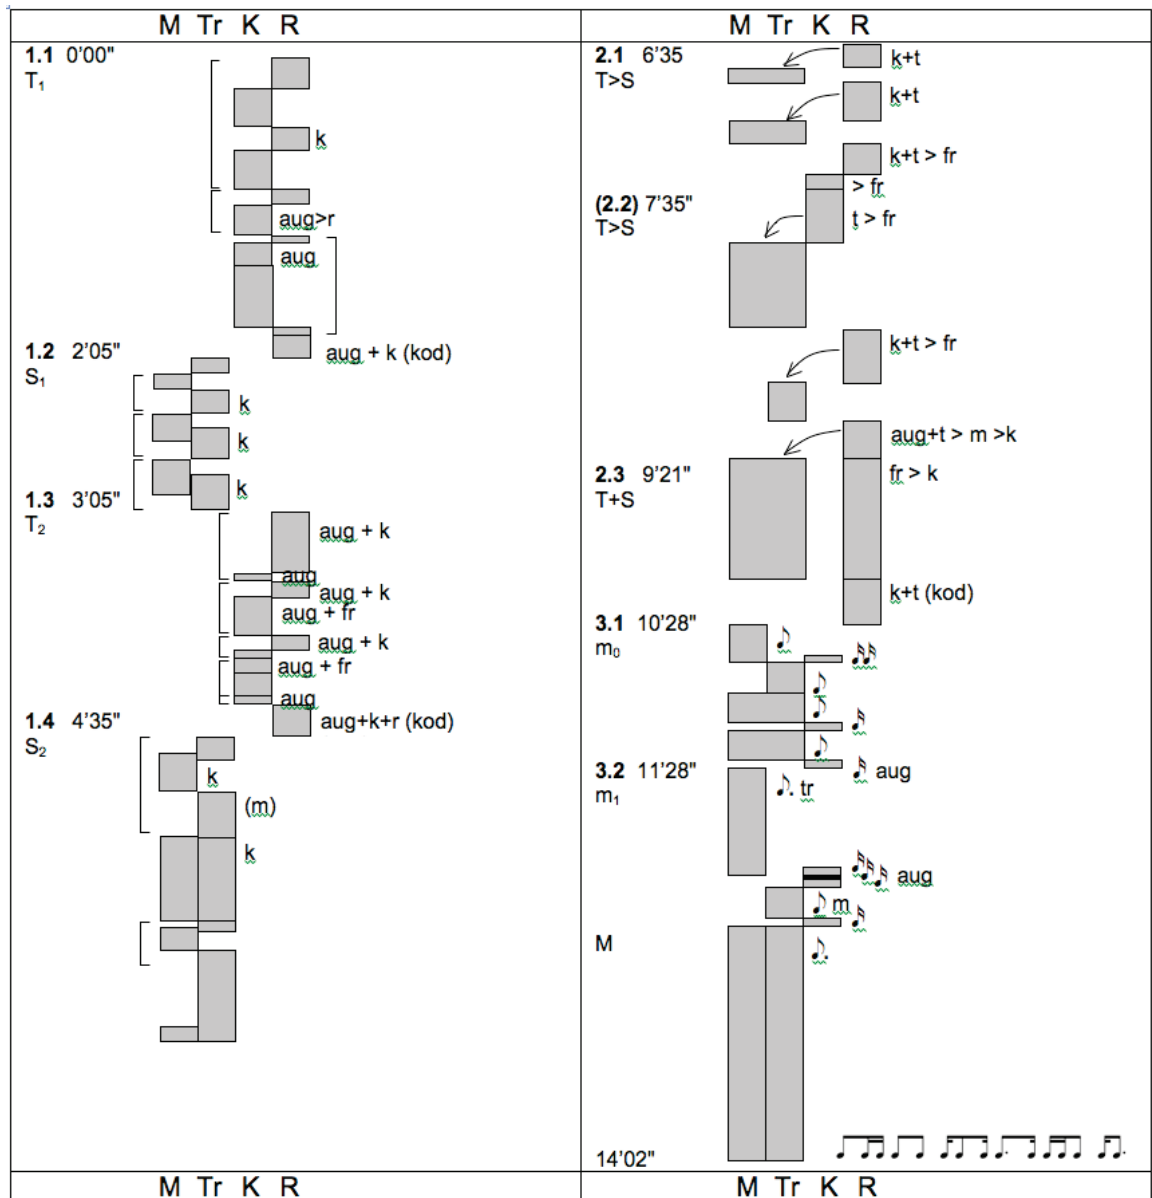 M Tr K R
1.1 0'00"
T1
k
aug>r
aug
aug + k (kod)
1.2 2'05"
S1
k
k
k
1.3 3'05"
T2
aug + k
aug
aug + k
aug + fr
aug + k
aug + fr
aug
1.4 4'35"
aug+k+r (kod)
S2
k
(m)
k
M Tr K R
M Tr K R
2.1 6'35
T>S
k+t
k+t
k+t > fr
> fr
(2.2) 7'35"
T>S
t > fr
k+t > fr
aug+t > m >k
2.3 9'21"
T+S
fr > k
k+t (kod)
3.1 10'28"
m0
3.2 11'28"
m1
aug
tr
aug
m
M
14'02"
M Tr K R